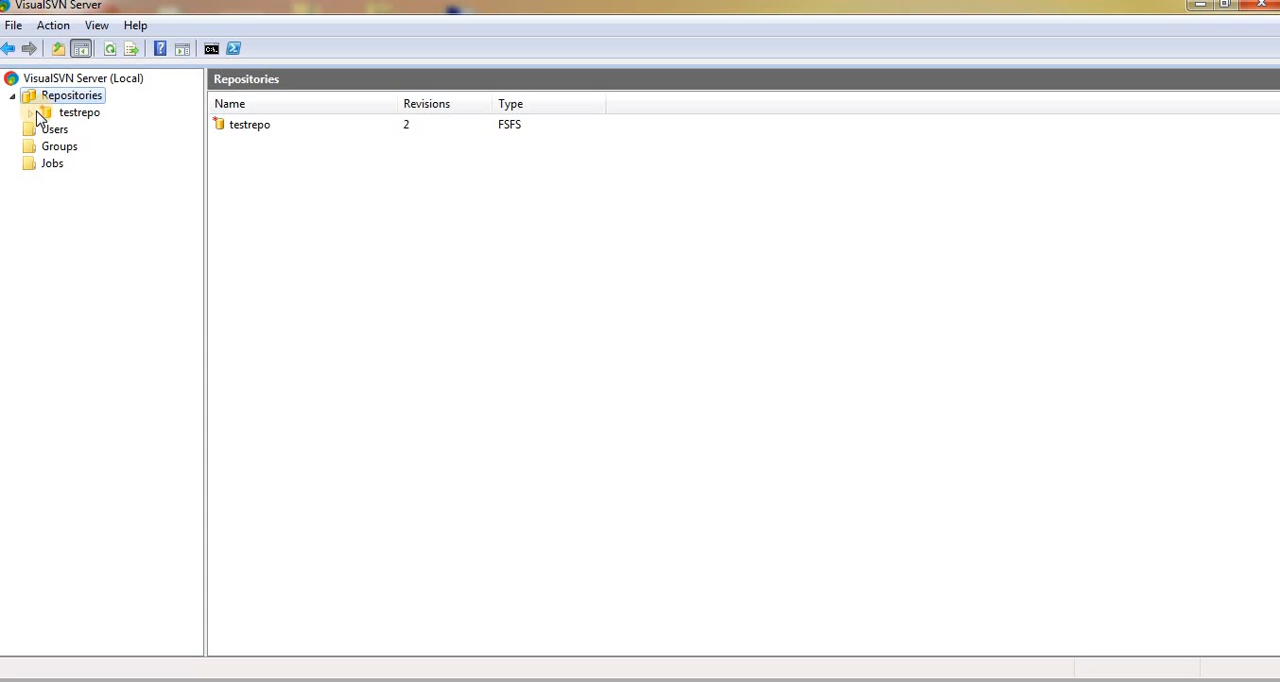 VisualSVN Server
File Action View Help
VisualSVN Server (Local)
Repositories
testrepo
Users
Groups
Jobs
Repositories
Name Revisions Type
testrepo 2 FSFS